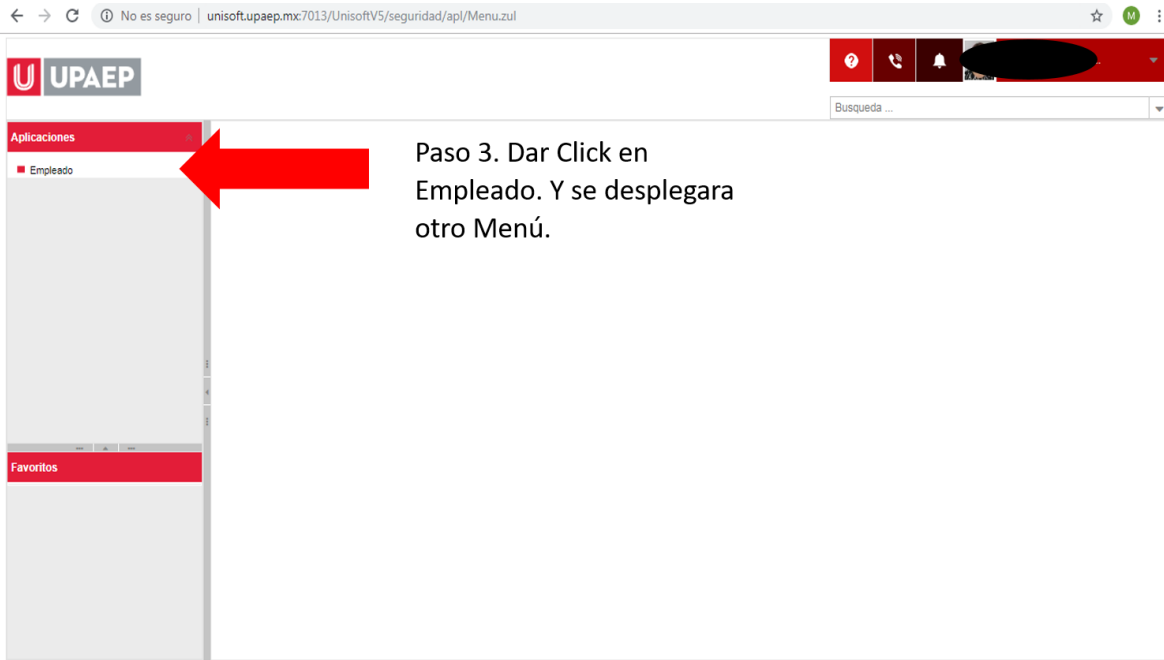 No es seguro | unisoft.upaep.mx:7013/UnisoftV5/seguridad/apl/Menu.zul
M
U UPAEP
Busqueda ...
Aplicaciones
Empleado
Paso 3. Dar Click en
Empleado. Y se desplegara
otro Menú.
Favoritos